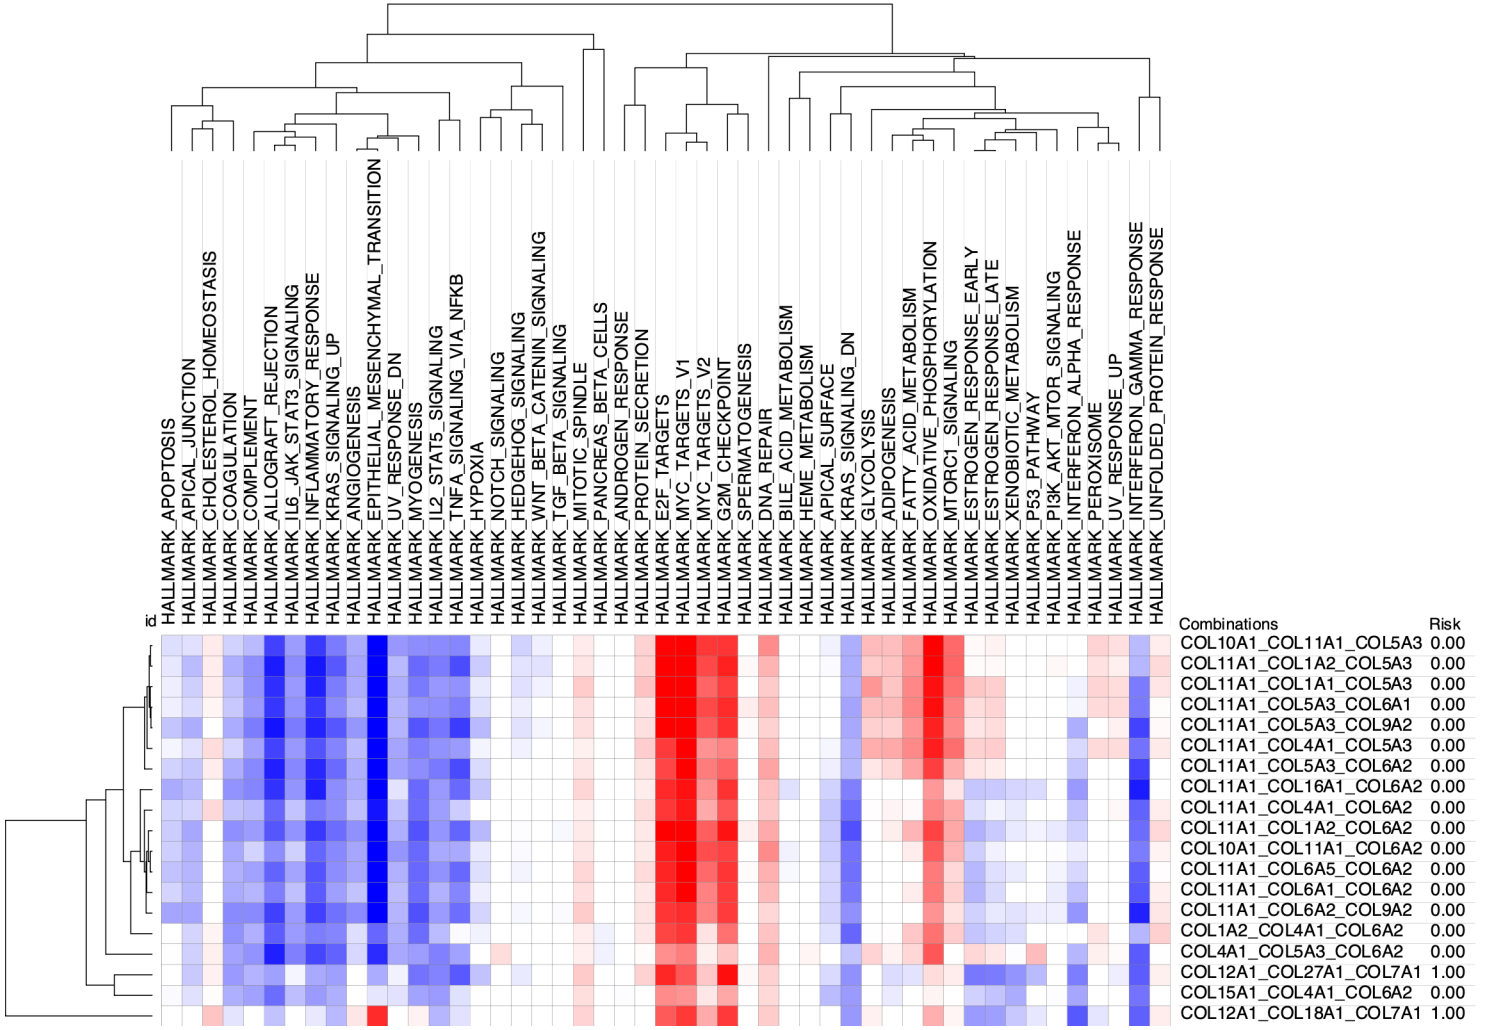 HALLMARK_APOPTOSIS
HALLMARK_APICAL_JUNCTION
HALLMARK_CHOLESTEROL_HOMEOSTASIS
HALLMARK_COAGULATION
HALLMARK_COMPLEMENT
HALLMARK_ALLOGRAFT_REJECTION
HALLMARK_IL6_JAK_STAT3_SIGNALING
HALLMARK_INFLAMMATORY_RESPONSE
HALLMARK_KRAS_SIGNALING_UP
HALLMARK_ANGIOGENESIS
HALLMARK_EPITHELIAL_MESENCHYMAL_TRANSITION
HALLMARK_UV_RESPONSE_DN
HALLMARK_MYOGENESIS
HALLMARK_IL2_STAT5_SIGNALING
HALLMARK_TNFA_SIGNALING_VIA_NFKB
HALLMARK_HYPOXIA
HALLMARK_NOTCH_SIGNALING
HALLMARK_HEDGEHOG_SIGNALING
HALLMARK_WNT_BETA_CATENIN_SIGNALING
HALLMARK_TGF_BETA_SIGNALING
HALLMARK_MITOTIC_SPINDLE
HALLMARK_PANCREAS_BETA_CELLS
HALLMARK_ANDROGEN_RESPONSE
HALLMARK_PROTEIN_SECRETION
HALLMARK_E2F_TARGETS
HALLMARK_MYC_TARGETS_V1
HALLMARK_MYC_TARGETS_V2
HALLMARK_G2M_CHECKPOINT
HALLMARK_SPERMATOGENESIS
HALLMARK_DNA_REPAIR
HALLMARK_BILE_ACID_METABOLISM
HALLMARK_HEME_METABOLISM
HALLMARK_APICAL_SURFACE
HALLMARK_KRAS_SIGNALING_DN
HALLMARK_GLYCOLYSIS
HALLMARK_ADIPOGENESIS
HALLMARK_FATTY_ACID_METABOLISM
HALLMARK_OXIDATIVE_PHOSPHORYLATION
HALLMARK_MTORC1_SIGNALING
HALLMARK_ESTROGEN_RESPONSE_EARLY
HALLMARK_ESTROGEN_RESPONSE_LATE
HALLMARK_XENOBIOTIC_METABOLISM
HALLMARK_P53_PATHWAY
HALLMARK_PI3K_AKT_MTOR_SIGNALING
HALLMARK_INTERFERON_ALPHA_RESPONSE
HALLMARK_PEROXISOME
HALLMARK_UV_RESPONSE_UP
HALLMARK_INTERFERON_GAMMA_RESPONSE
HALLMARK_UNFOLDED_PROTEIN_RESPONSE
id Combinations Risk
COL10A1_COL11A1_COL5A3 0.00
COL11A1_COL1A2_COL5A3 0.00
COL11A1_COL1A1_COL5A3 0.00
COL11A1_COL5A3_COL6A1 0.00
COL11A1_COL5A3_COL9A2 0.00
COL11A1_COL4A1_COL5A3 0.00
COL11A1_COL5A3_COL6A2 0.00
COL11A1_COL16A1_COL6A2 0.00
COL11A1_COL4A1_COL6A2 0.00
COL11A1_COL1A2_COL6A2 0.00
COL10A1_COL11A1_COL6A2 0.00
COL11A1_COL6A5_COL6A2 0.00
COL11A1_COL6A1_COL6A2 0.00
COL11A1_COL6A2_COL9A2 0.00
COL1A2_COL4A1_COL6A2 0.00
COL4A1_COL5A3_COL6A2 0.00
COL12A1_COL27A1_COL7A1 1.00
COL15A1_COL4A1_COL6A2 0.00
COL12A1_COL18A1_COL7A1 1.00